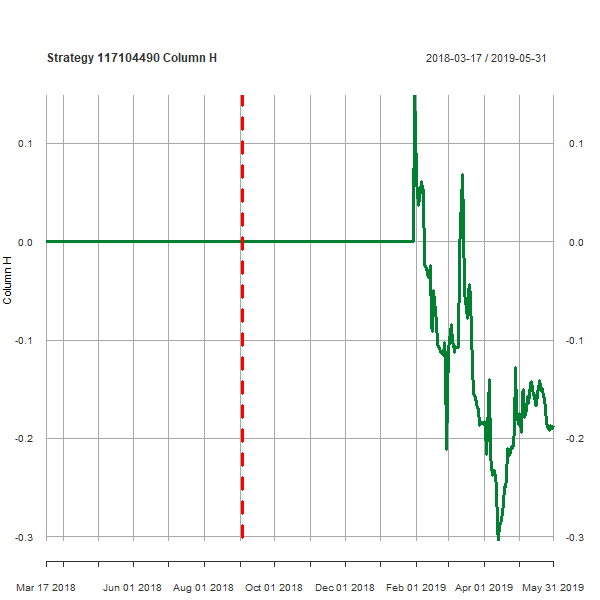 Strategy 117104490 Column H
2018-03-17 / 2019-05-31
0.1 0.1
0.0 0.0
-0.1 -0.1
-0.2 -0.2
-0.3 -0.3
Column H
Mar 17 2018 Jun 01 2018 Aug 01 2018 Oct 01 2018 Dec 01 2018 Feb 01 2019 Apr 01 2019 May 31 2019